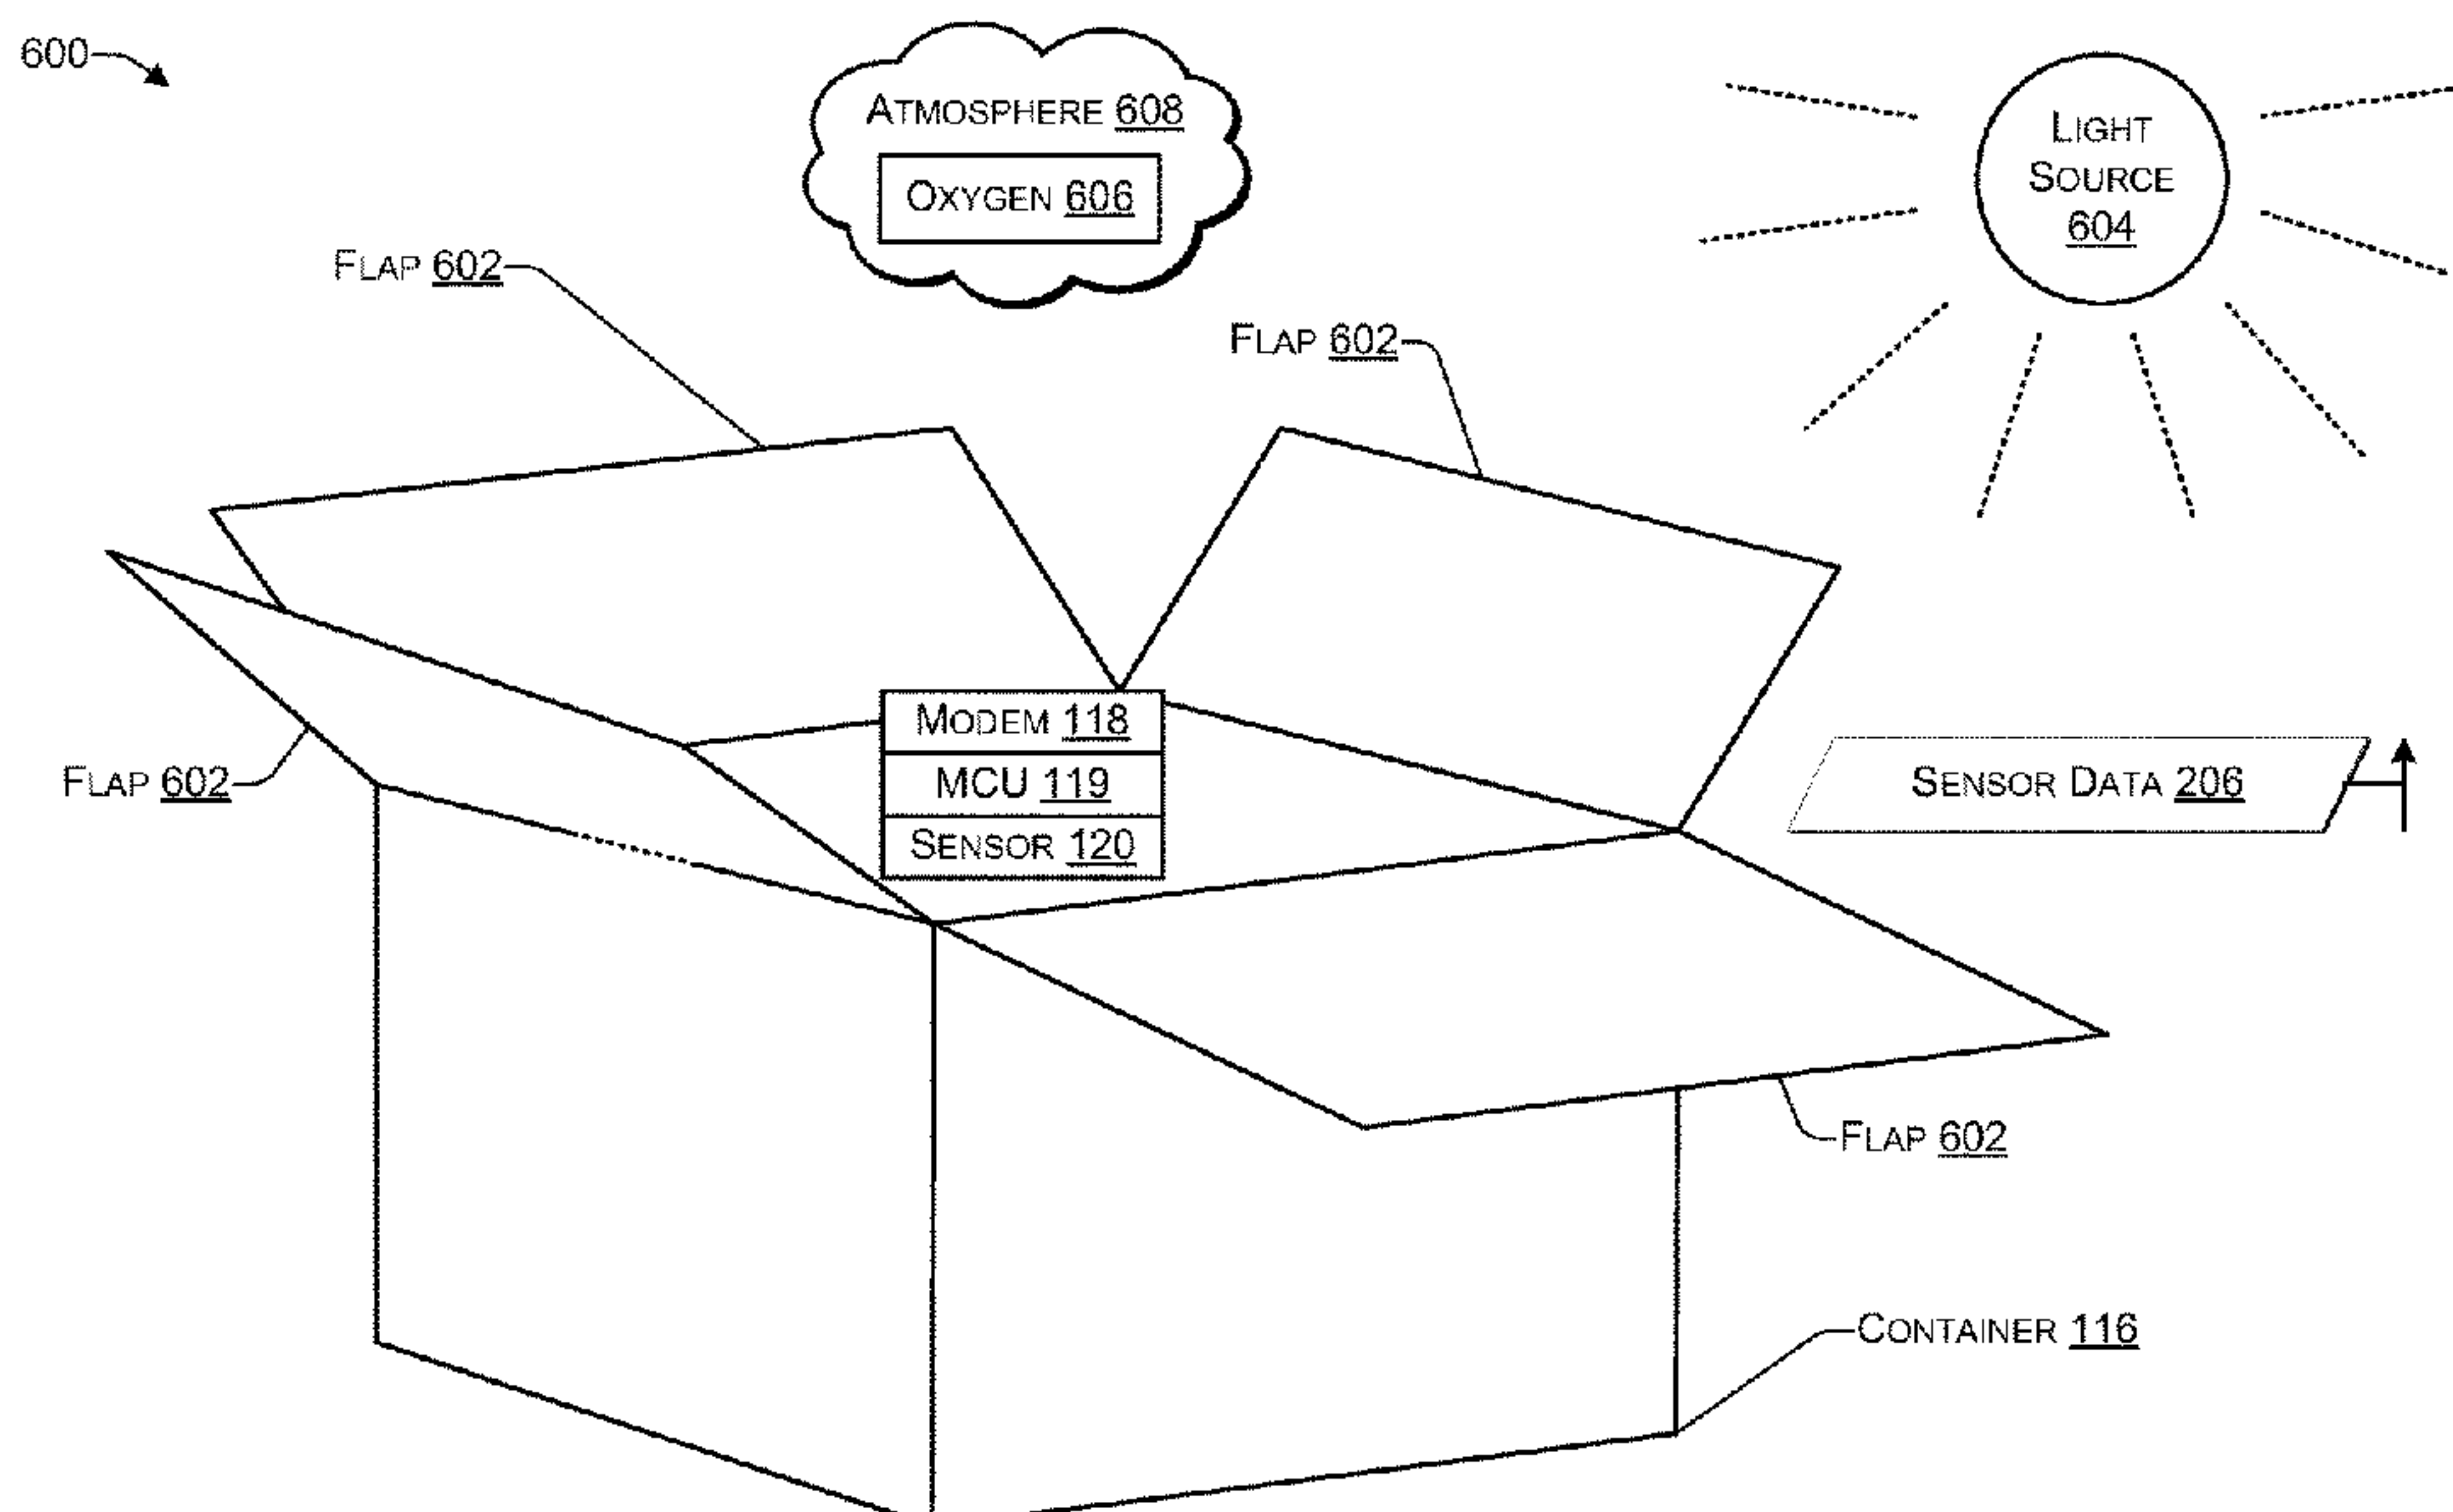 600
ATMOSPHERE 608
OXYGEN 606
LIGHT
SOURCE
604
FLAP 602
FLAP 602
FLAP 602
MODEM 118
MCU 119
SENSOR 120
SENSOR DATA 206
FLAP 602
CONTAINER 116